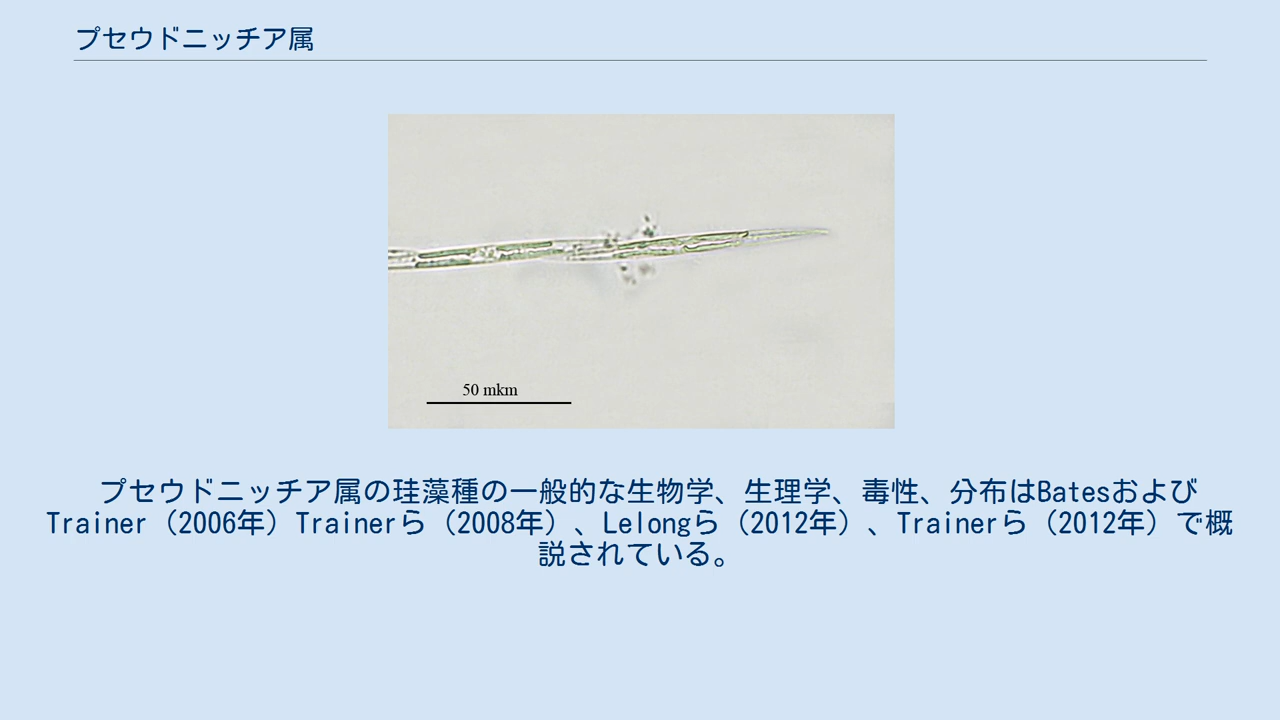 プセウドニッチア属
50 mkm
プセウドニッチア属の珪藻種の一般的な生物学、生理学、毒性、分布はBatesおよび
Trainer（2006年）Trainerら（2008年）、Lelongら（2012年）、Trainerら（2012年）で概
説されている。